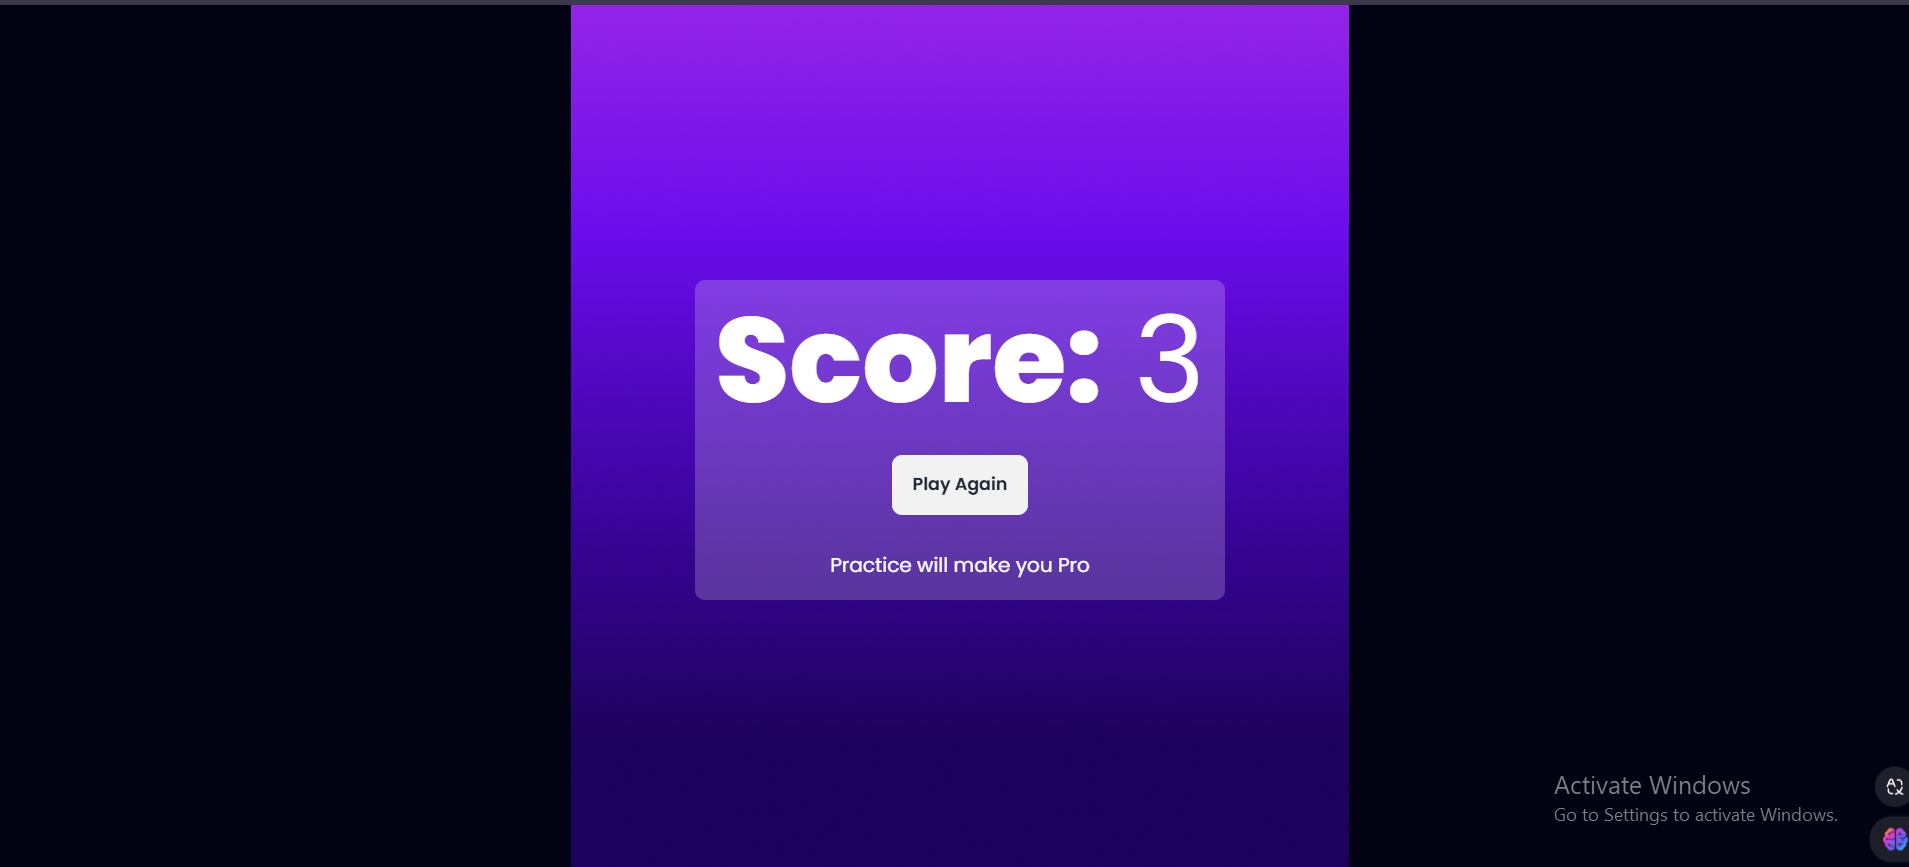 Score: 3
Play Again
Practice will make you Pro
Activate Windows
Go to Settings to activate Windows.